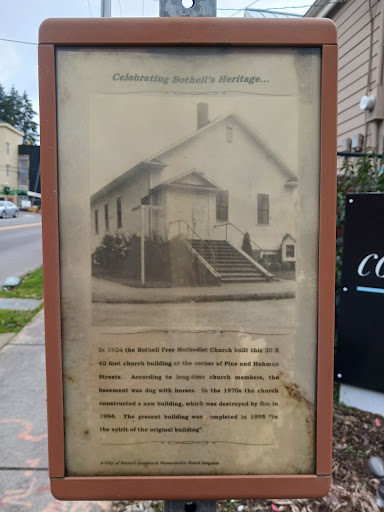 Celebrating Bothell's Heritage...
In 1924 the Bothell Free Methodist Church built this 30 X
40 foot church building at the corner of Pine and Hehmon
Streets. According to long-time church members, the
basement was dug with horses. In the 1970s the church
constructed a new building, which was destroyed by fire in
1994. The present building was completed in 1995 "in
the spirit of the original building".
A City of Bothell Landmark Preservation Board Program
co